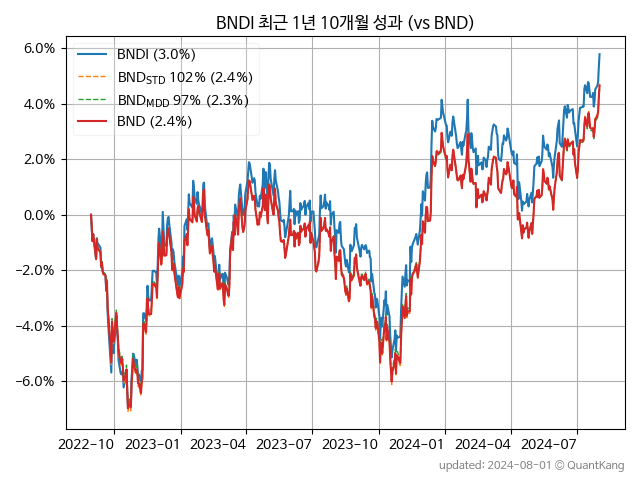 BNDI 최근 1년 10개월 성과 (vs BND)
6.0%
4.0%
2.0%
0.0%
−2.0%
−4.0%
−6.0%
BNDI (3.0%)
BND_STD 102% (2.4%)
BND_MDD 97% (2.3%)
BND (2.4%)
2022-10 2023-01 2023-04 2023-07 2023-10 2024-01 2024-04 2024-07
updated: 2024-08-01 © QuantKang